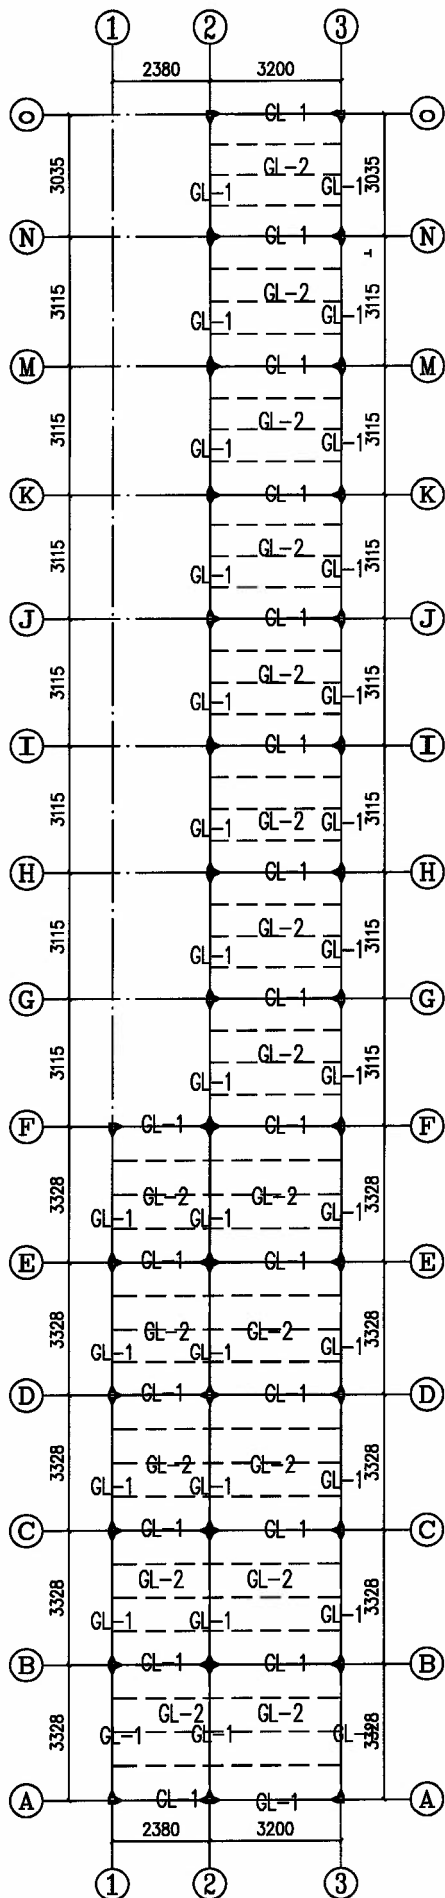 1 2 3
2380 3200
O GL-1 O
3035 GL-2 3035
GL-1 GL-1
N GL-1 N
3115 GL-2
GL-1 GL-1 3115
M GL-1 M
3115 GL-2
GL-1 GL-1 3115
K GL-1 K
3115 GL-2
GL-1 GL-1 3115
J GL-1 J
3115 GL-2
GL-1 GL-1 3115
I GL-1 I
3115 GL-2
GL-1 GL-1 3115
H GL-1 H
3115 GL-2
GL-1 GL-1 3115
G GL-1 G
3115 GL-2
GL-1 GL-1 3115
F GL-1 GL-1 F
3328 GL-2 GL-2 3328
GL-1 GL-1 GL-1
E GL-1 GL-1 E
3328 GL-2 GL-2 3328
GL-1 GL-1 GL-1
D GL-1 GL-1 D
3328 GL-2 GL-2 3328
GL-1 GL-1 GL-1
C GL-1 GL-1 C
3328 GL-2 GL-2 3328
GL-1 GL-1 GL-1
B GL-1 GL-1 B
3328 GL-2 GL-2 3328
GL-1 GL-1
A GL-1 GL-1 A
2380 3200
1 2 3